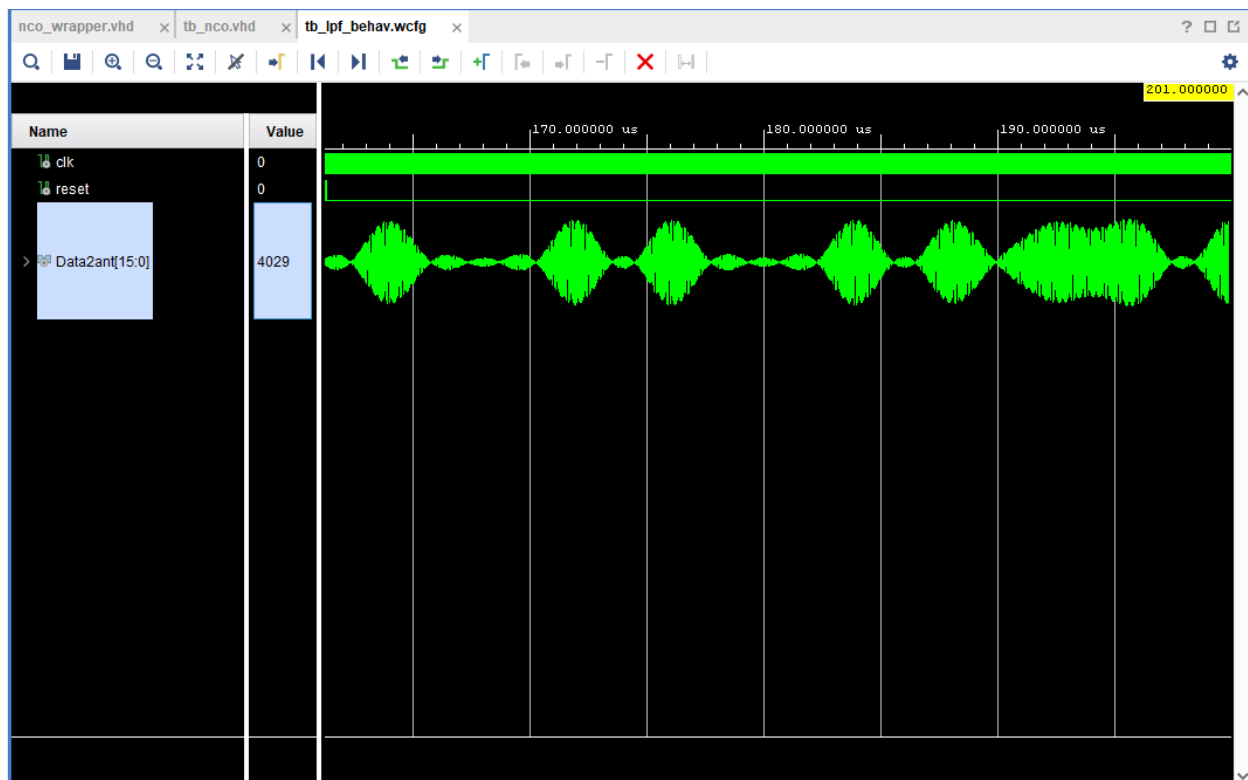 nco_wrapper.vhd × tb_nco.vhd × tb_lpf_behav.wcfg × ?
201.000000
Name Value
170.000000 us 180.000000 us 190.000000 us
clk 0
reset 0
Data2ant[15:0] 4029